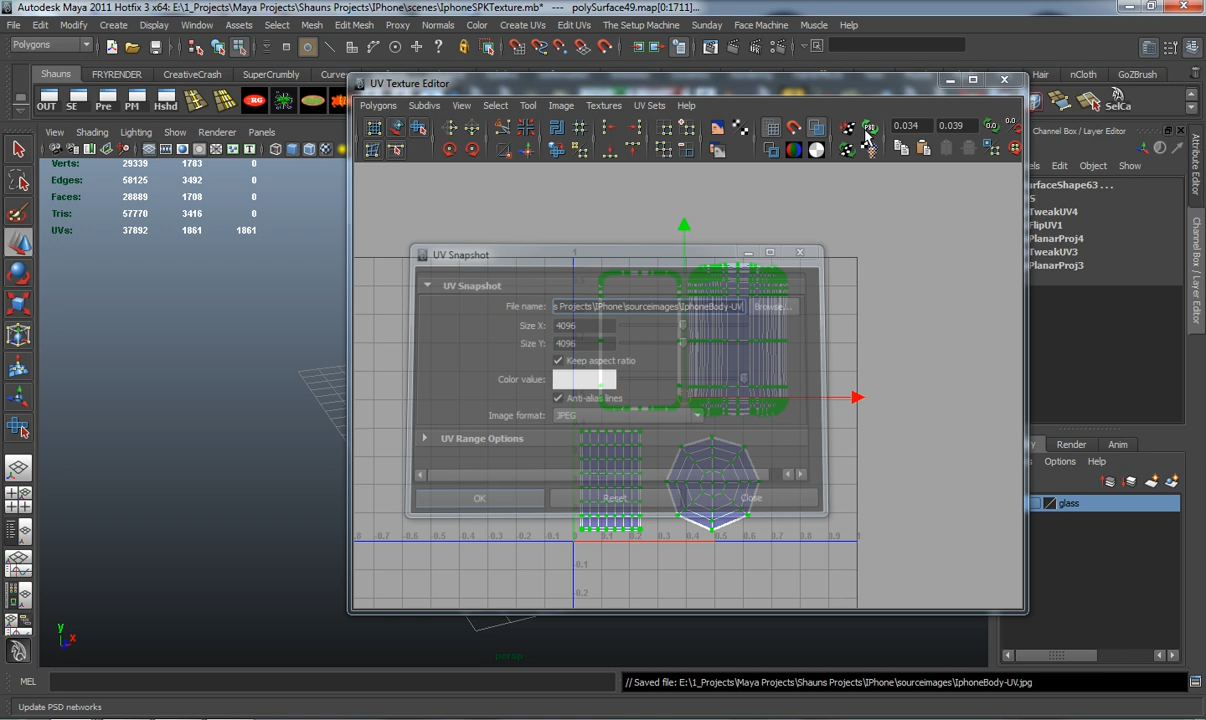 Autodesk Maya 2011 Hotfix 3 x64: E:\1_Projects\Maya Projects\Shauns Projects\IPhone\scenes\IphoneSPKTexture.mb* --- polySurface49.map[0:1711]...
File Edit Modify Create Display Window Assets Select Mesh Edit Mesh Proxy Normals Color Create UVs Edit UVs The Setup Machine Sunday Face Machine Muscle Help
Polygons
Shauns FRYRENDER CreativeCrash SuperCrumbly Curve Hair nCloth GoZBrush
OUT SE Pre PM Hshd SelCa
View Shading Lighting Show Renderer Panels
Verts: 29339 1783 0
Edges: 58125 3492 0
Faces: 28889 1708 0
Tris: 57770 3416 0
UVs: 37892 1861 1861
UV Texture Editor
Polygons Subdivs View Select Tool Image Textures UV Sets Help
0.034 0.039
UV Snapshot
UV Snapshot
File name: s Projects\IPhone\sourceimages\IphoneBody-UV Browse...
Size X: 4096
Size Y: 4096
Keep aspect ratio
Color value:
Anti-alias lines
Image format: JPEG
UV Range Options
OK Reset Close
1
-0.7 -0.6 -0.5 -0.4 -0.3 -0.2 -0.1 0 0.1 0.2 0.3 0.4 0.5 0.6 0.7 0.8 0.9
-0.1
-0.2
Channel Box / Layer Editor
Edit Object Show
urfaceShape63 ...
S
TweakUV4
FlipUV1
PlanarProj4
TweakUV3
PlanarProj3
Attribute Editor
Channel Box / Layer Editor
Render Anim
Options Help
glass
y
x
persp
MEL
// Saved file: E:\1_Projects\Maya Projects\Shauns Projects\IPhone\sourceimages\IphoneBody-UV.jpg
Update PSD networks